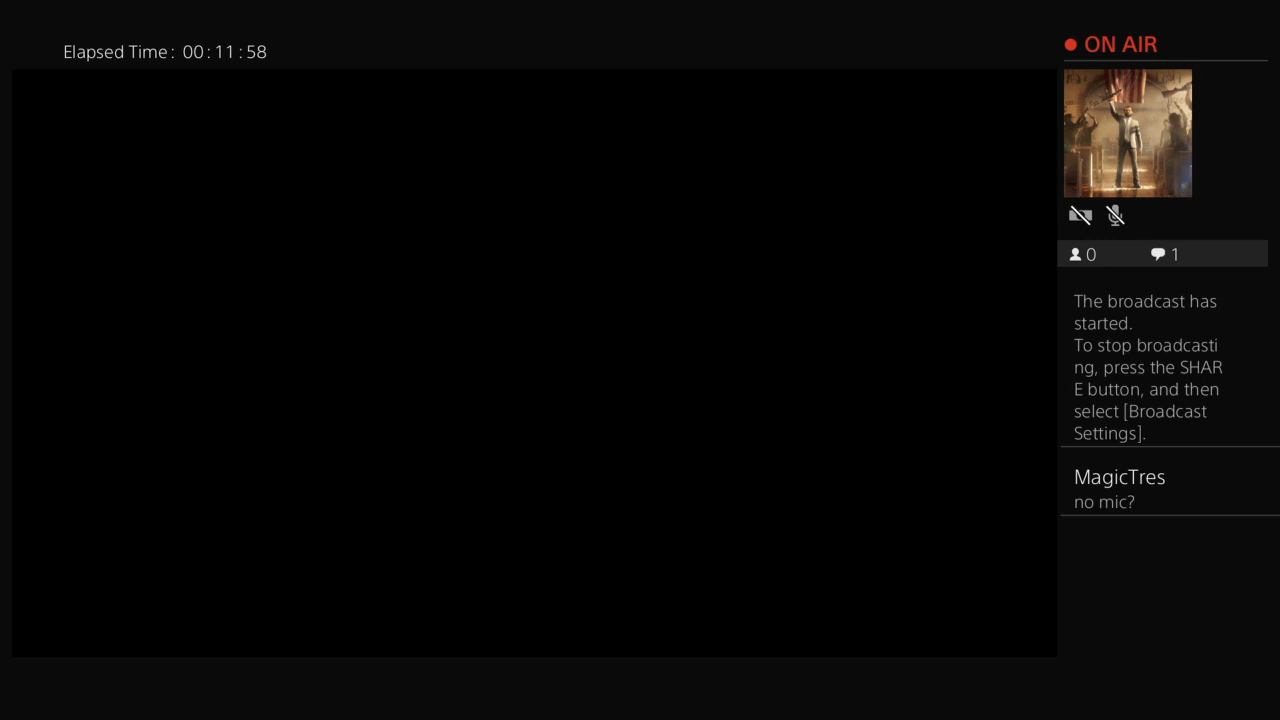 Elapsed Time: 00:11:58
ON AIR
0 1
The broadcast has
started.
To stop broadcasti
ng, press the SHAR
E button, and then
select [Broadcast
Settings].
MagicTres
no mic?